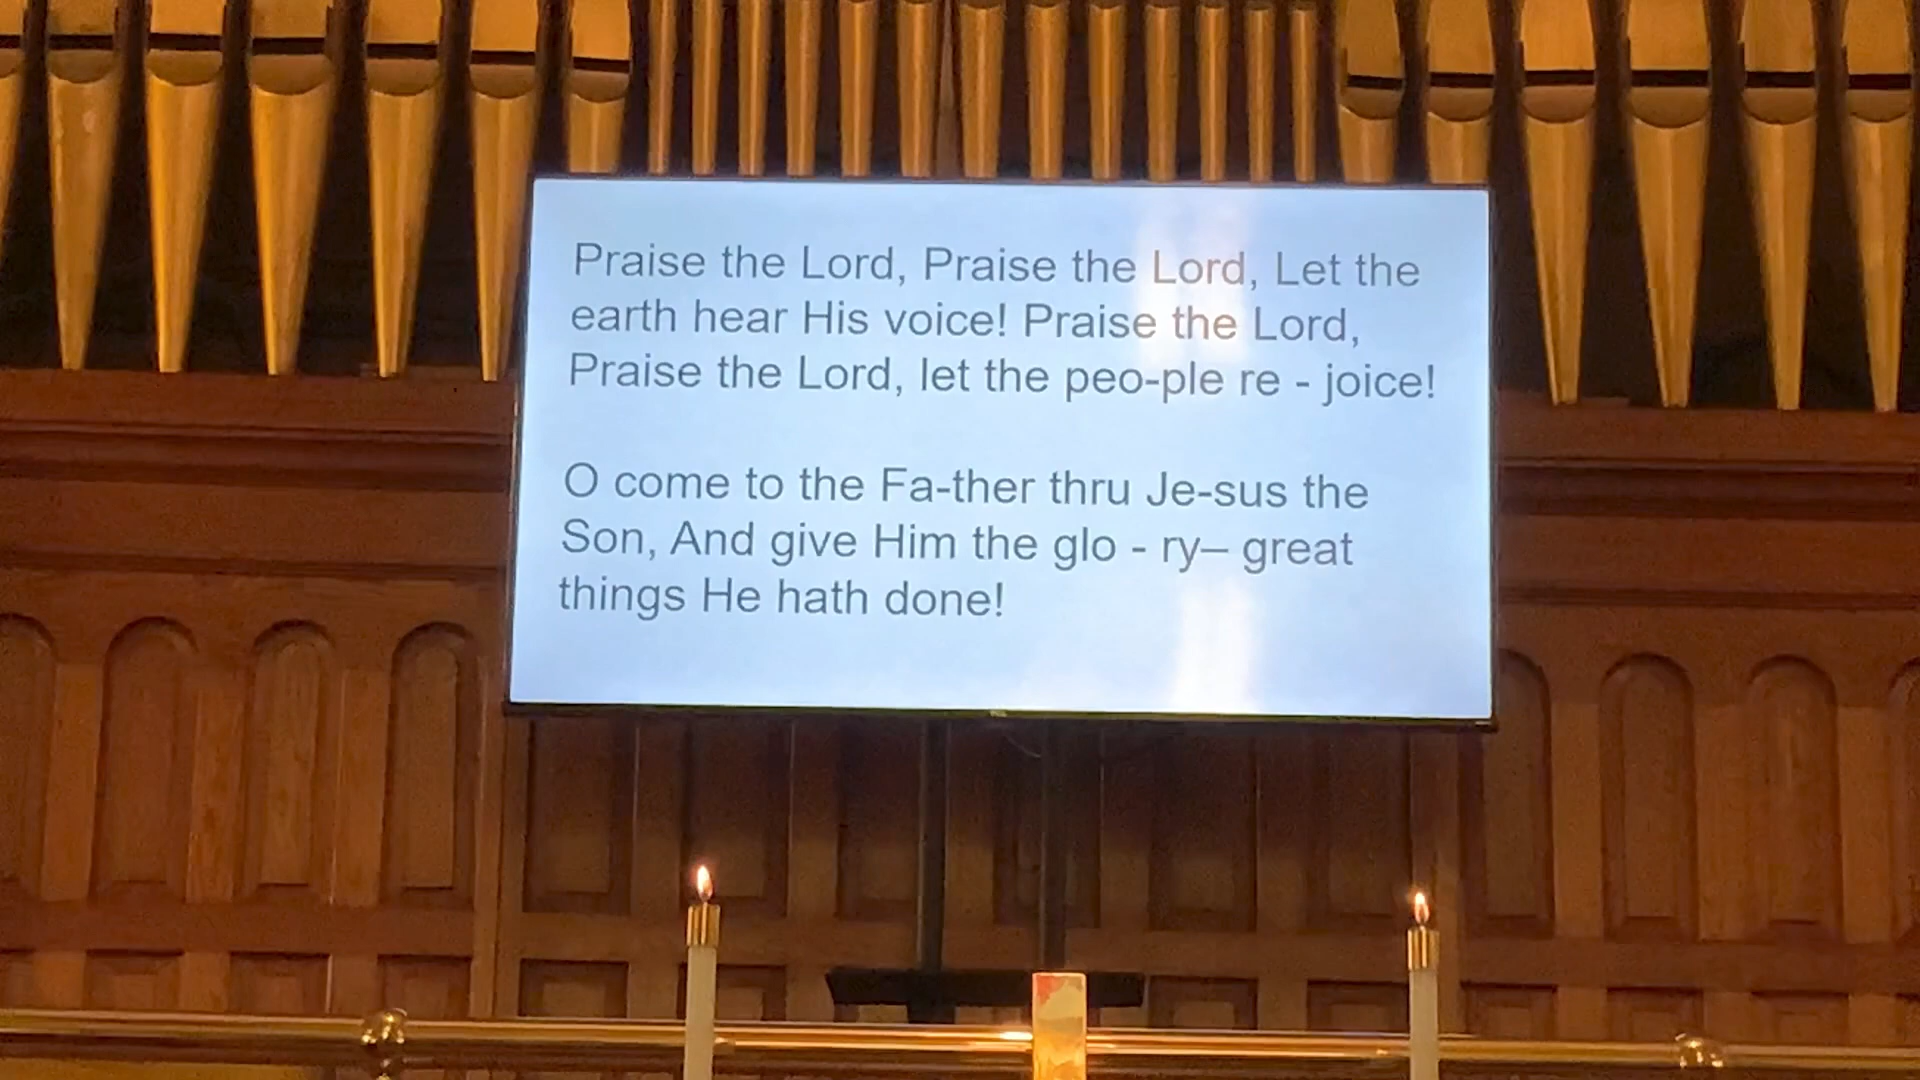 Praise the Lord, Praise the Lord, Let the
earth hear His voice! Praise the Lord,
Praise the Lord, let the peo-ple re - joice!
O come to the Fa-ther thru Je-sus the
Son, And give Him the glo - ry– great
things He hath done!